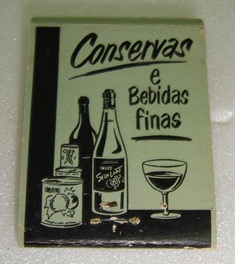 Conservas
e
Bebidas
finas